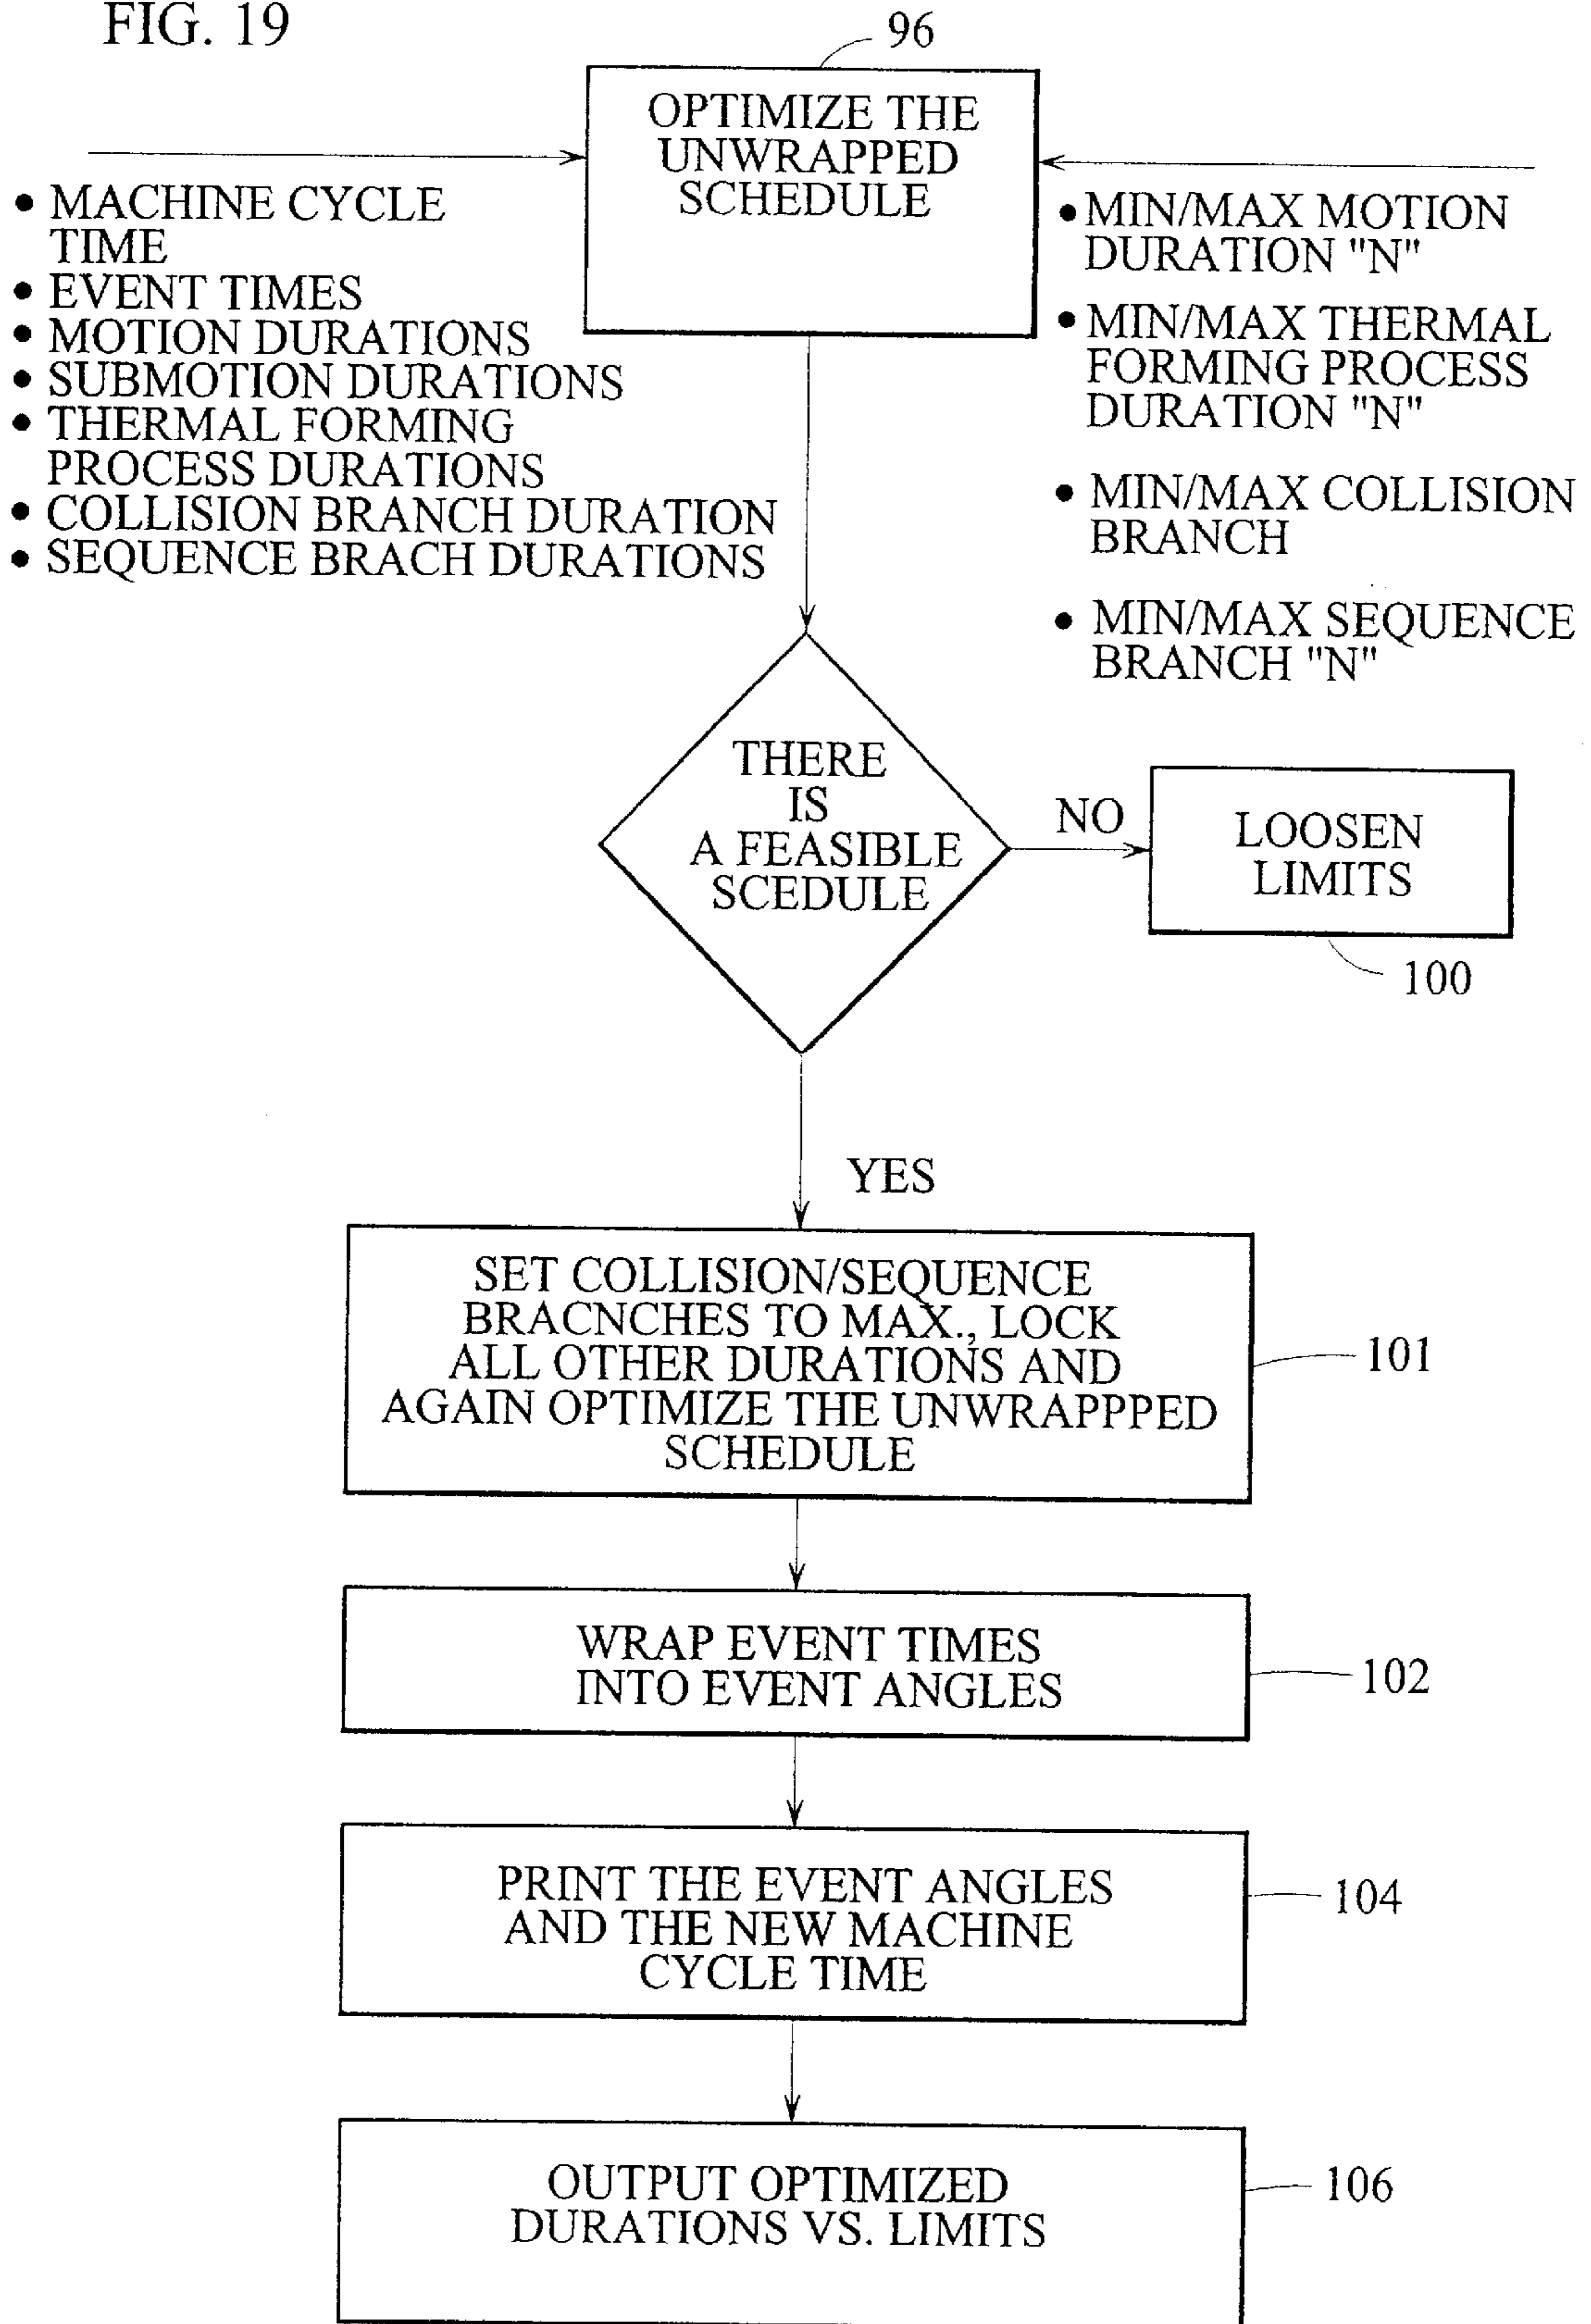 FIG. 19
96
OPTIMIZE THE
UNWRAPPED
SCHEDULE
• MACHINE CYCLE
TIME
• EVENT TIMES
• MOTION DURATIONS
• SUBMOTION DURATIONS
• THERMAL FORMING
PROCESS DURATIONS
• COLLISION BRANCH DURATION
• SEQUENCE BRACH DURATIONS
• MIN/MAX MOTION
DURATION "N"
• MIN/MAX THERMAL
FORMING PROCESS
DURATION "N"
• MIN/MAX COLLISION
BRANCH
• MIN/MAX SEQUENCE
BRANCH "N"
THERE
IS
A FEASIBLE
SCEDULE
NO
LOOSEN
LIMITS
100
YES
SET COLLISION/SEQUENCE
BRACNCHES TO MAX., LOCK
ALL OTHER DURATIONS AND
AGAIN OPTIMIZE THE UNWRAPPPED
SCHEDULE
101
WRAP EVENT TIMES
INTO EVENT ANGLES
102
PRINT THE EVENT ANGLES
AND THE NEW MACHINE
CYCLE TIME
104
OUTPUT OPTIMIZED
DURATIONS VS. LIMITS
106